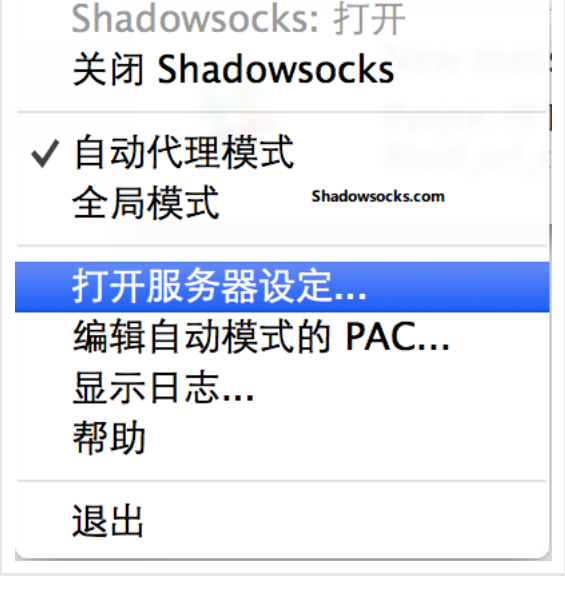 Shadowsocks: 打开
关闭 Shadowsocks
自动代理模式
全局模式
Shadowsocks.com
打开服务器设定...
编辑自动模式的 PAC...
显示日志...
帮助
退出